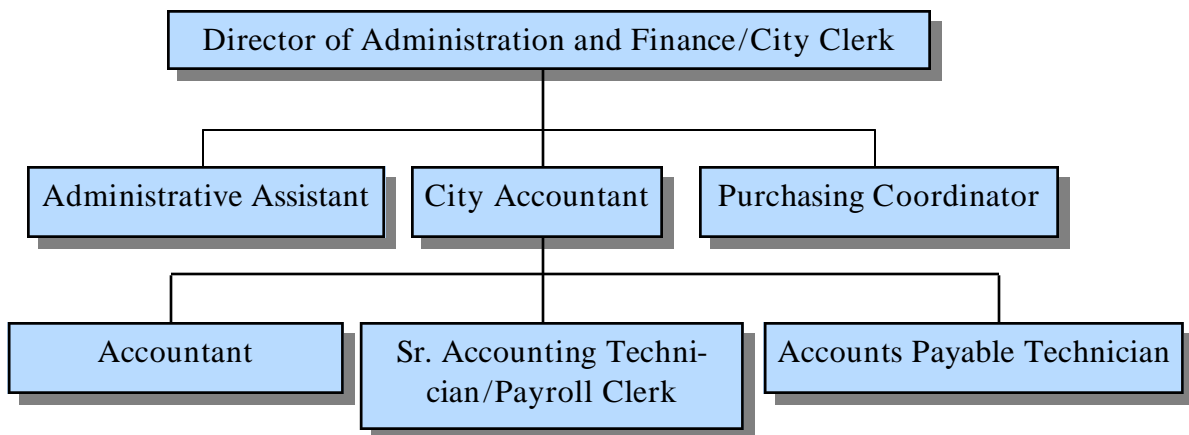 Director of Administration and Finance/City Clerk
Administrative Assistant
City Accountant
Purchasing Coordinator
Accountant
Sr. Accounting Techni-
cian/Payroll Clerk
Accounts Payable Technician